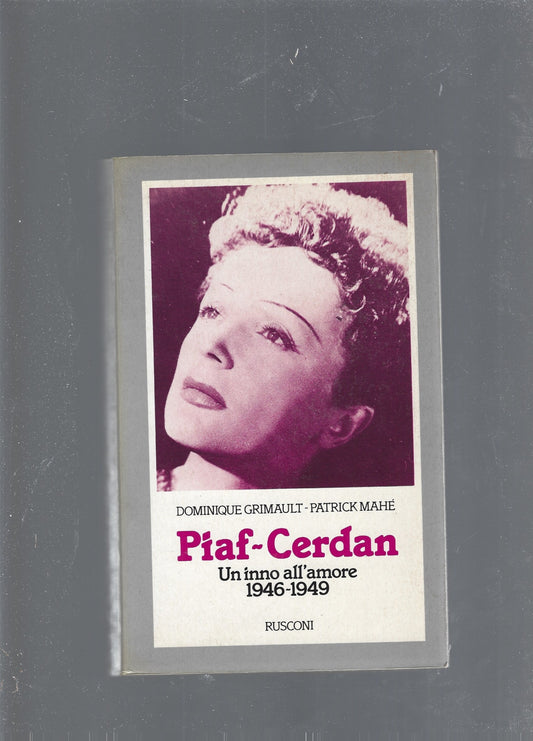 DOMINIQUE GRIMAULT-PATRICK MAHÉ
Piaf-Cerdan
Un inno all'amore
1946-1949
RUSCONI